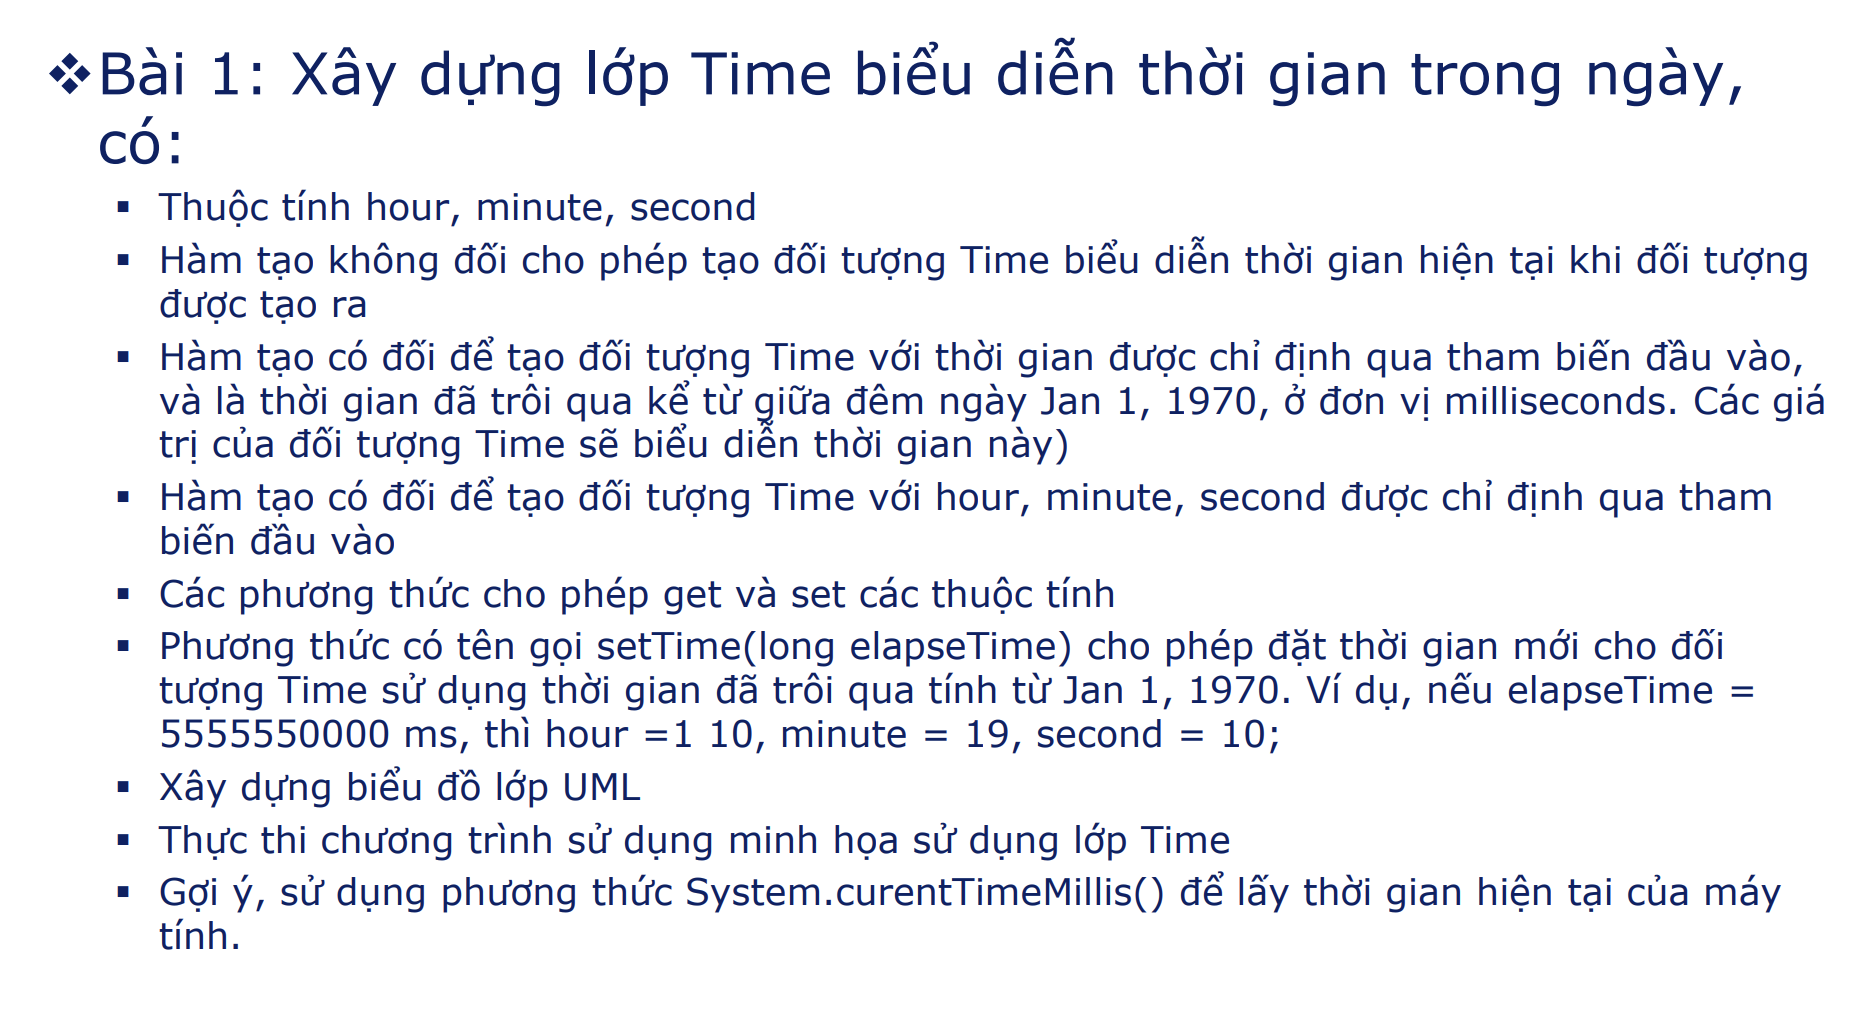 ❖Bài 1: Xây dựng lớp Time biểu diễn thời gian trong ngày,
có:
▪ Thuộc tính hour, minute, second
▪ Hàm tạo không đối cho phép tạo đối tượng Time biểu diễn thời gian hiện tại khi đối tượng
được tạo ra
▪ Hàm tạo có đối để tạo đối tượng Time với thời gian được chỉ định qua tham biến đầu vào,
và là thời gian đã trôi qua kể từ giữa đêm ngày Jan 1, 1970, ở đơn vị milliseconds. Các giá
trị của đối tượng Time sẽ biểu diễn thời gian này)
▪ Hàm tạo có đối để tạo đối tượng Time với hour, minute, second được chỉ định qua tham
biến đầu vào
▪ Các phương thức cho phép get và set các thuộc tính
▪ Phương thức có tên gọi setTime(long elapseTime) cho phép đặt thời gian mới cho đối
tượng Time sử dụng thời gian đã trôi qua tính từ Jan 1, 1970. Ví dụ, nếu elapseTime =
5555550000 ms, thì hour =1 10, minute = 19, second = 10;
▪ Xây dựng biểu đồ lớp UML
▪ Thực thi chương trình sử dụng minh họa sử dụng lớp Time
▪ Gợi ý, sử dụng phương thức System.curentTimeMillis() để lấy thời gian hiện tại của máy
tính.